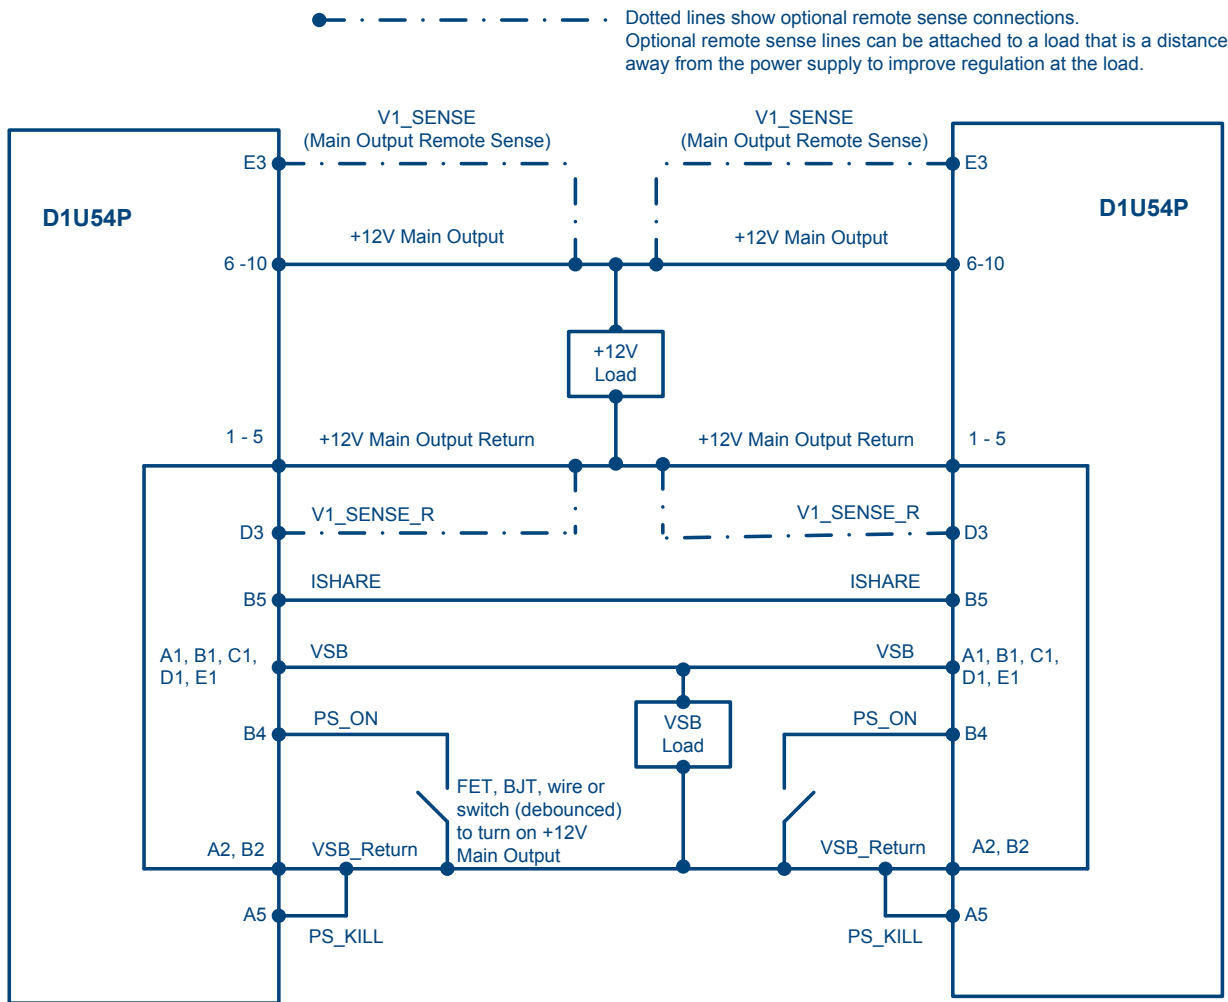 Dotted lines show optional remote sense connections.
Optional remote sense lines can be attached to a load that is a distance
away from the power supply to improve regulation at the load.
V1_SENSE
(Main Output Remote Sense)
V1_SENSE
(Main Output Remote Sense)
E3
E3
D1U54P
D1U54P
+12V Main Output
+12V Main Output
6 -10
6-10
+12V
Load
1 - 5
+12V Main Output Return
+12V Main Output Return
1 - 5
D3
V1_SENSE_R
V1_SENSE_R
D3
B5
ISHARE
ISHARE
B5
A1, B1, C1,
D1, E1
VSB
VSB
A1, B1, C1,
D1, E1
B4
PS_ON
VSB
Load
PS_ON
B4
FET, BJT, wire or
switch (debounced)
to turn on +12V
Main Output
A2, B2
VSB_Return
VSB_Return
A2, B2
A5
PS_KILL
PS_KILL
A5